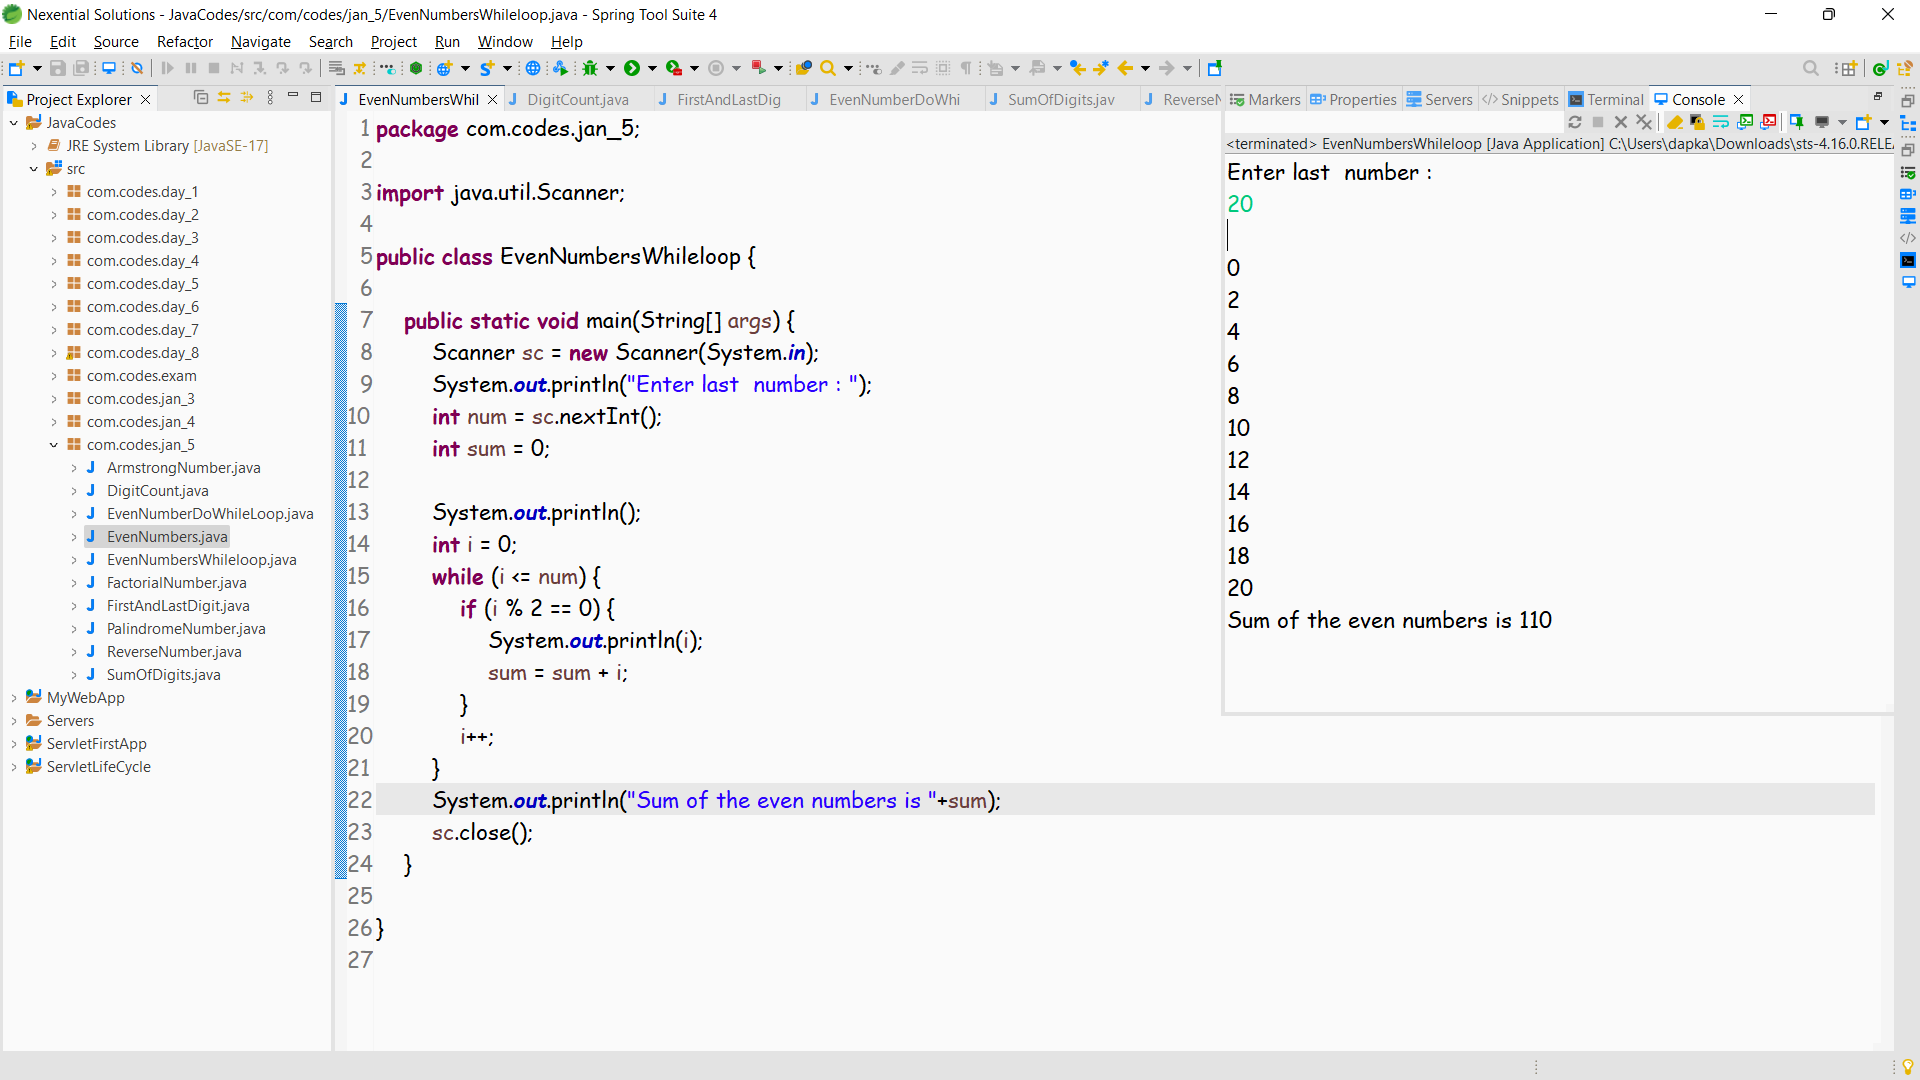 Nexential Solutions - JavaCodes/src/com/codes/jan_5/EvenNumbersWhileloop.java - Spring Tool Suite 4
File Edit Source Refactor Navigate Search Project Run Window Help
Project Explorer
JavaCodes
JRE System Library [JavaSE-17]
src
com.codes.day_1
com.codes.day_2
com.codes.day_3
com.codes.day_4
com.codes.day_5
com.codes.day_6
com.codes.day_7
com.codes.day_8
com.codes.exam
com.codes.jan_3
com.codes.jan_4
com.codes.jan_5
ArmstrongNumber.java
DigitCount.java
EvenNumberDoWhileLoop.java
EvenNumbers.java
EvenNumbersWhileloop.java
FactorialNumber.java
FirstAndLastDigit.java
PalindromeNumber.java
ReverseNumber.java
SumOfDigits.java
MyWebApp
Servers
ServletFirstApp
ServletLifeCycle
EvenNumbersWhil DigitCount.java FirstAndLastDig EvenNumberDoWhi SumOfDigits.jav ReverseN
1 package com.codes.jan_5;
2
3 import java.util.Scanner;
4
5 public class EvenNumbersWhileloop {
6
7 public static void main(String[] args) {
8 Scanner sc = new Scanner(System.in);
9 System.out.println("Enter last  number : ");
10 int num = sc.nextInt();
11 int sum = 0;
12
13 System.out.println();
14 int i = 0;
15 while (i <= num) {
16 if (i % 2 == 0) {
17 System.out.println(i);
18 sum = sum + i;
19 }
20 i++;
21 }
22 System.out.println("Sum of the even numbers is "+sum);
23 sc.close();
24 }
25
26 }
27
Markers Properties Servers Snippets Terminal Console
<terminated> EvenNumbersWhileloop [Java Application] C:\Users\dapka\Downloads\sts-4.16.0.RELEA
Enter last  number :
20
0
2
4
6
8
10
12
14
16
18
20
Sum of the even numbers is 110